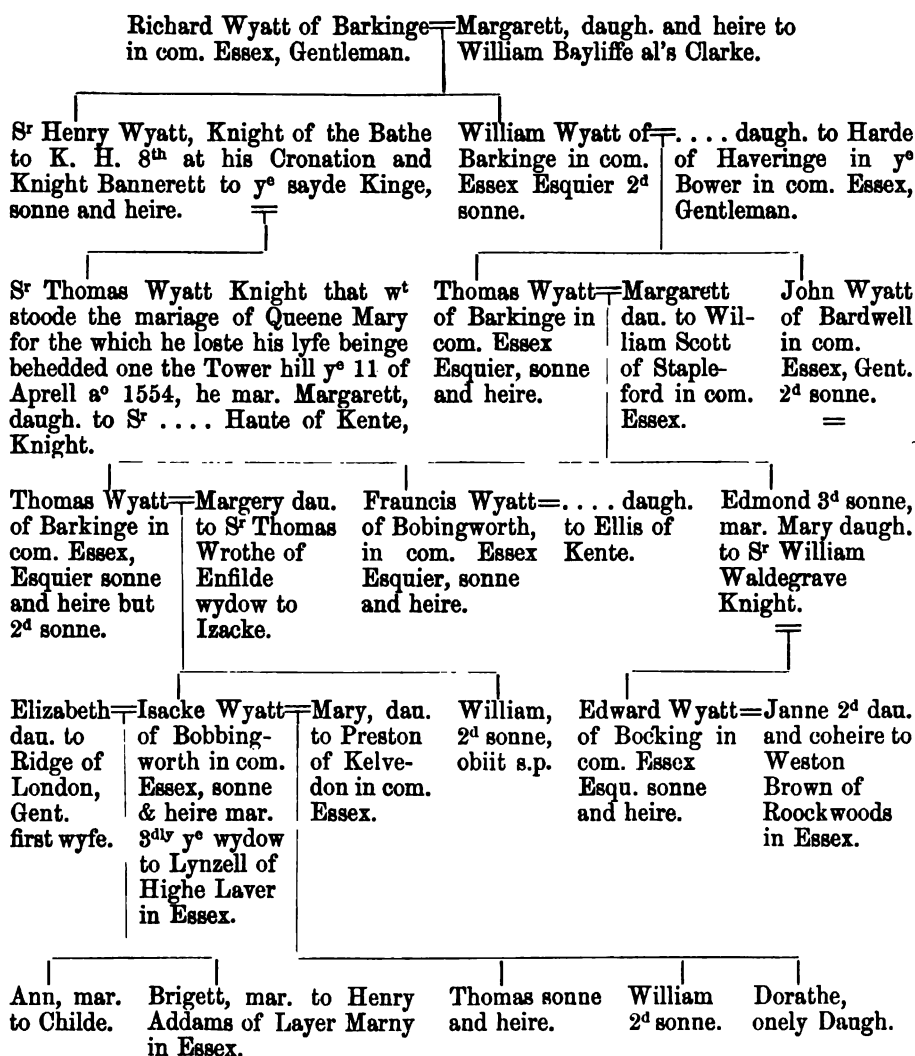 Richard Wyatt of Barkinge
in com. Essex, Gentleman.
Margarett, daugh. and heire to
William Bayliffe al's Clarke.
Sʳ Henry Wyatt, Knight of the Bathe
to K. H. 8ᵗʰ at his Cronation and
Knight Bannerett to yᵉ sayde Kinge,
sonne and heire.
William Wyatt of
Barkinge in com.
Essex Esquier 2ᵈ
sonne.
. . . . daugh. to Harde
of Haveringe in yᵉ
Bower in com. Essex,
Gentleman.
Sʳ Thomas Wyatt Knight that wᵗ
stoode the mariage of Queene Mary
for the which he loste his lyfe beinge
behedded one the Tower hill yᵉ 11 of
Aprell aᵒ 1554, he mar. Margarett,
daugh. to Sʳ . . . . Haute of Kente,
Knight.
Thomas Wyatt
of Barkinge in
com. Essex
Esquier, sonne
and heire.
Margarett
dau. to Wil-
liam Scott
of Staple-
ford in com.
Essex.
John Wyatt
of Bardwell
in com.
Essex, Gent.
2ᵈ sonne.
Thomas Wyatt
of Barkinge in
com. Essex,
Esquier sonne
and heire but
2ᵈ sonne.
Margery dau.
to Sʳ Thomas
Wrothe of
Enfilde
wydow to
Izacke.
Frauncis Wyatt
of Bobingworth,
in com. Essex
Esquier, sonne
and heire.
. . . . daugh.
to Ellis of
Kente.
Edmond 3ᵈ sonne,
mar. Mary daugh.
to Sʳ William
Waldegrave
Knight.
Elizabeth
dau. to
Ridge of
London,
Gent.
first wyfe.
Isacke Wyatt
of Bobbing-
worth in com.
Essex, sonne
& heire mar.
3ᵈˡʸ yᵉ wydow
to Lynzell of
Highe Laver
in Essex.
Mary, dau.
to Preston
of Kelve-
don in com.
Essex.
William,
2ᵈ sonne,
obiit s.p.
Edward Wyatt
of Bocking in
com. Essex
Esqu. sonne
and heire.
Janne 2ᵈ dau.
and coheire to
Weston
Brown of
Roockwoods
in Essex.
Ann, mar.
to Childe.
Brigett, mar. to Henry
Addams of Layer Marny
in Essex.
Thomas sonne
and heire.
William
2ᵈ sonne.
Dorathe,
onely Daugh.